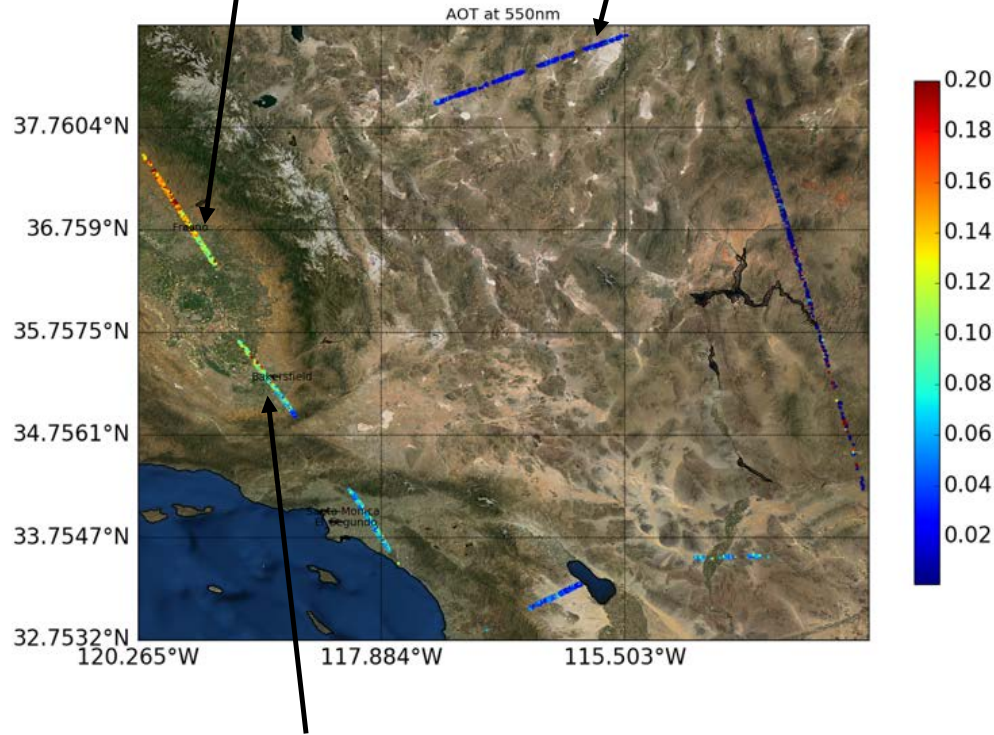 AOT at 550nm
37.7604°N
36.759°N
35.7575°N
34.7561°N
33.7547°N
32.7532°N
120.265°W
117.884°W
115.503°W
Fresno
Bakersfield
Santa Monica
El Segundo
0.20
0.18
0.16
0.14
0.12
0.10
0.08
0.06
0.04
0.02